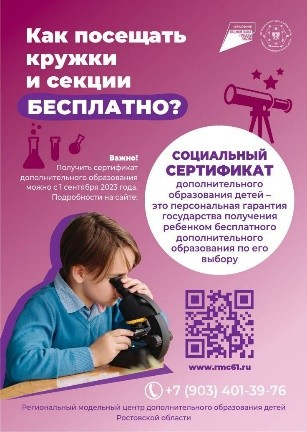 Как посещать
кружки
и секции
БЕСПЛАТНО?
Важно!
Получить сертификат
дополнительного образования
можно с 1 сентября 2023 года.
Подробности на сайте:
СОЦИАЛЬНЫЙ
СЕРТИФИКАТ
дополнительного
образования детей –
это персональная гарантия
государства получения
ребенком бесплатного
дополнительного
образования по его
выбору
www.rmc61.ru
+7 (903) 401-39-76
Региональный модельный центр дополнительного образования детей
Ростовской области